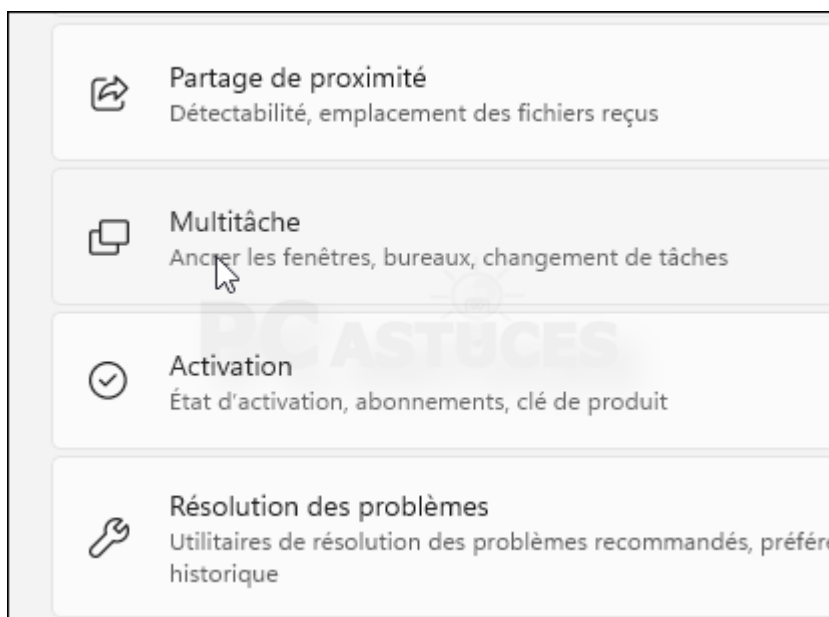 Partage de proximité
Détectabilité, emplacement des fichiers reçus
Multitâche
Ancrer les fenêtres, bureaux, changement de tâches
PC ASTUCES
Activation
État d'activation, abonnements, clé de produit
Résolution des problèmes
Utilitaires de résolution des problèmes recommandés, préfére
historique